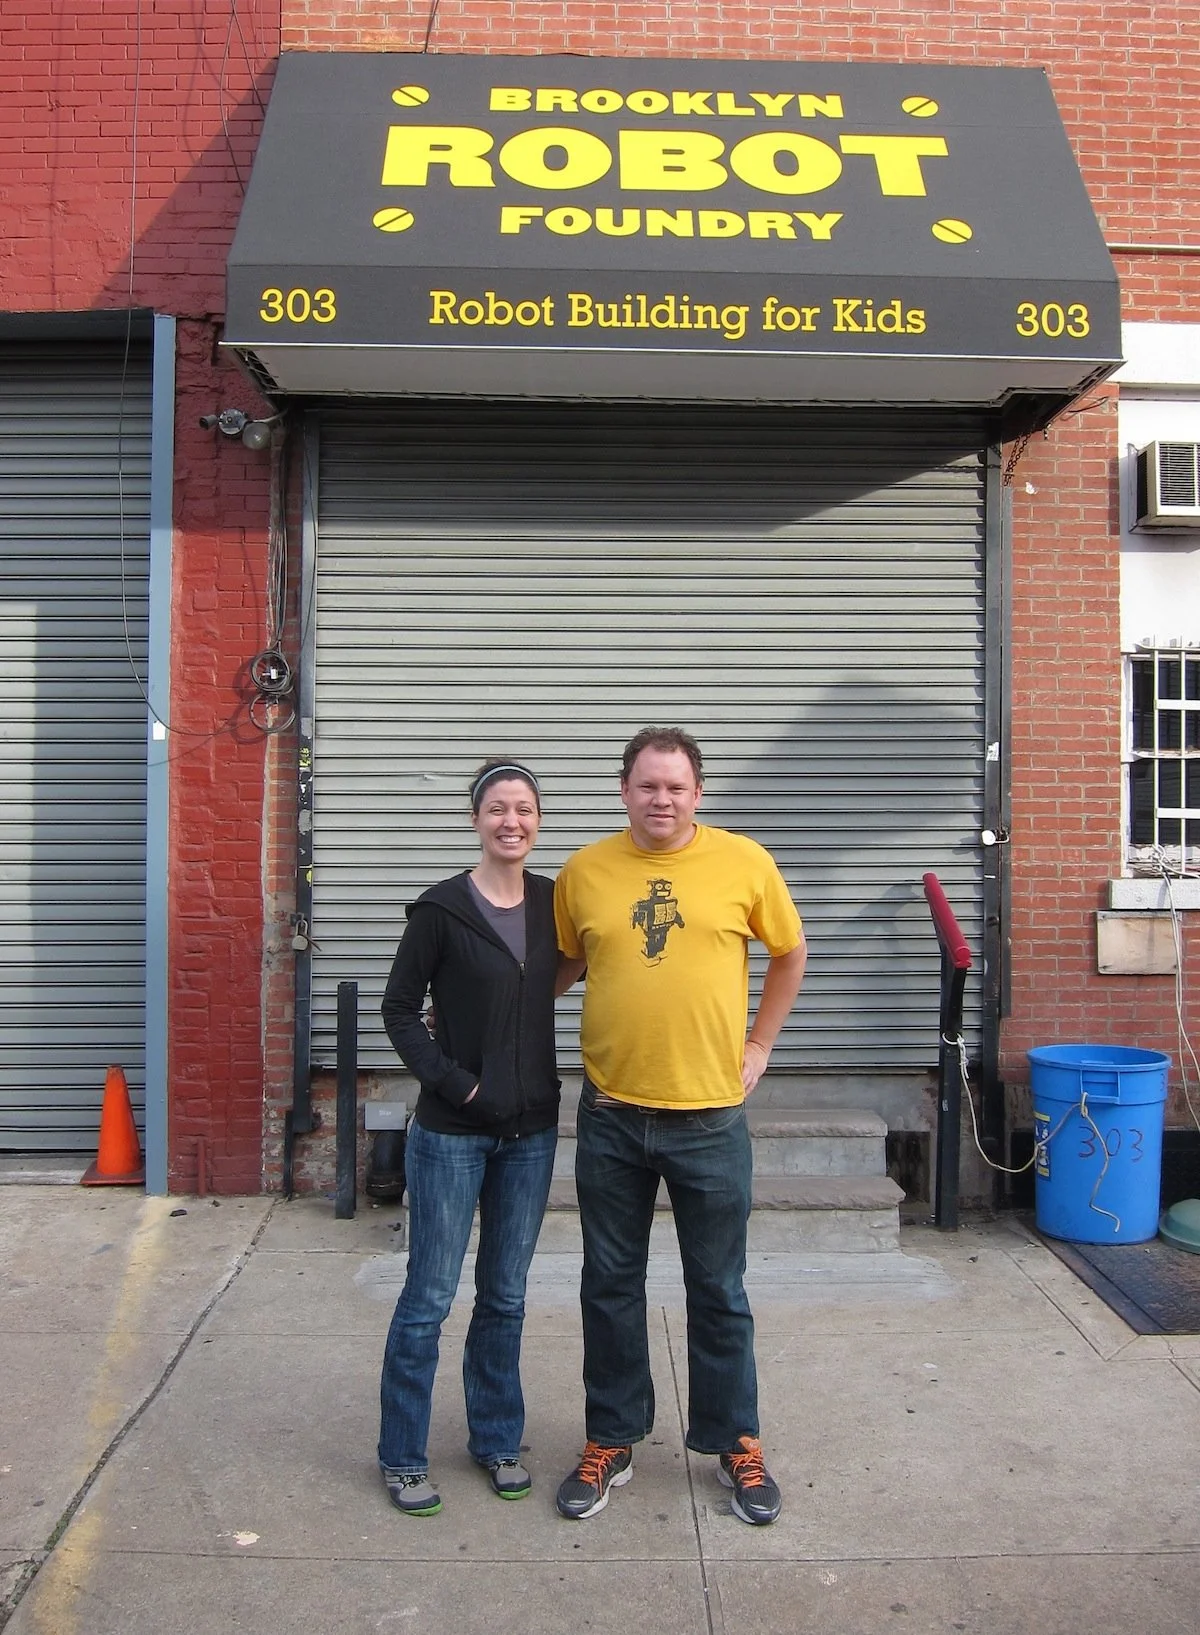 BROOKLYN
ROBOT
FOUNDRY
303 Robot Building for Kids 303
303